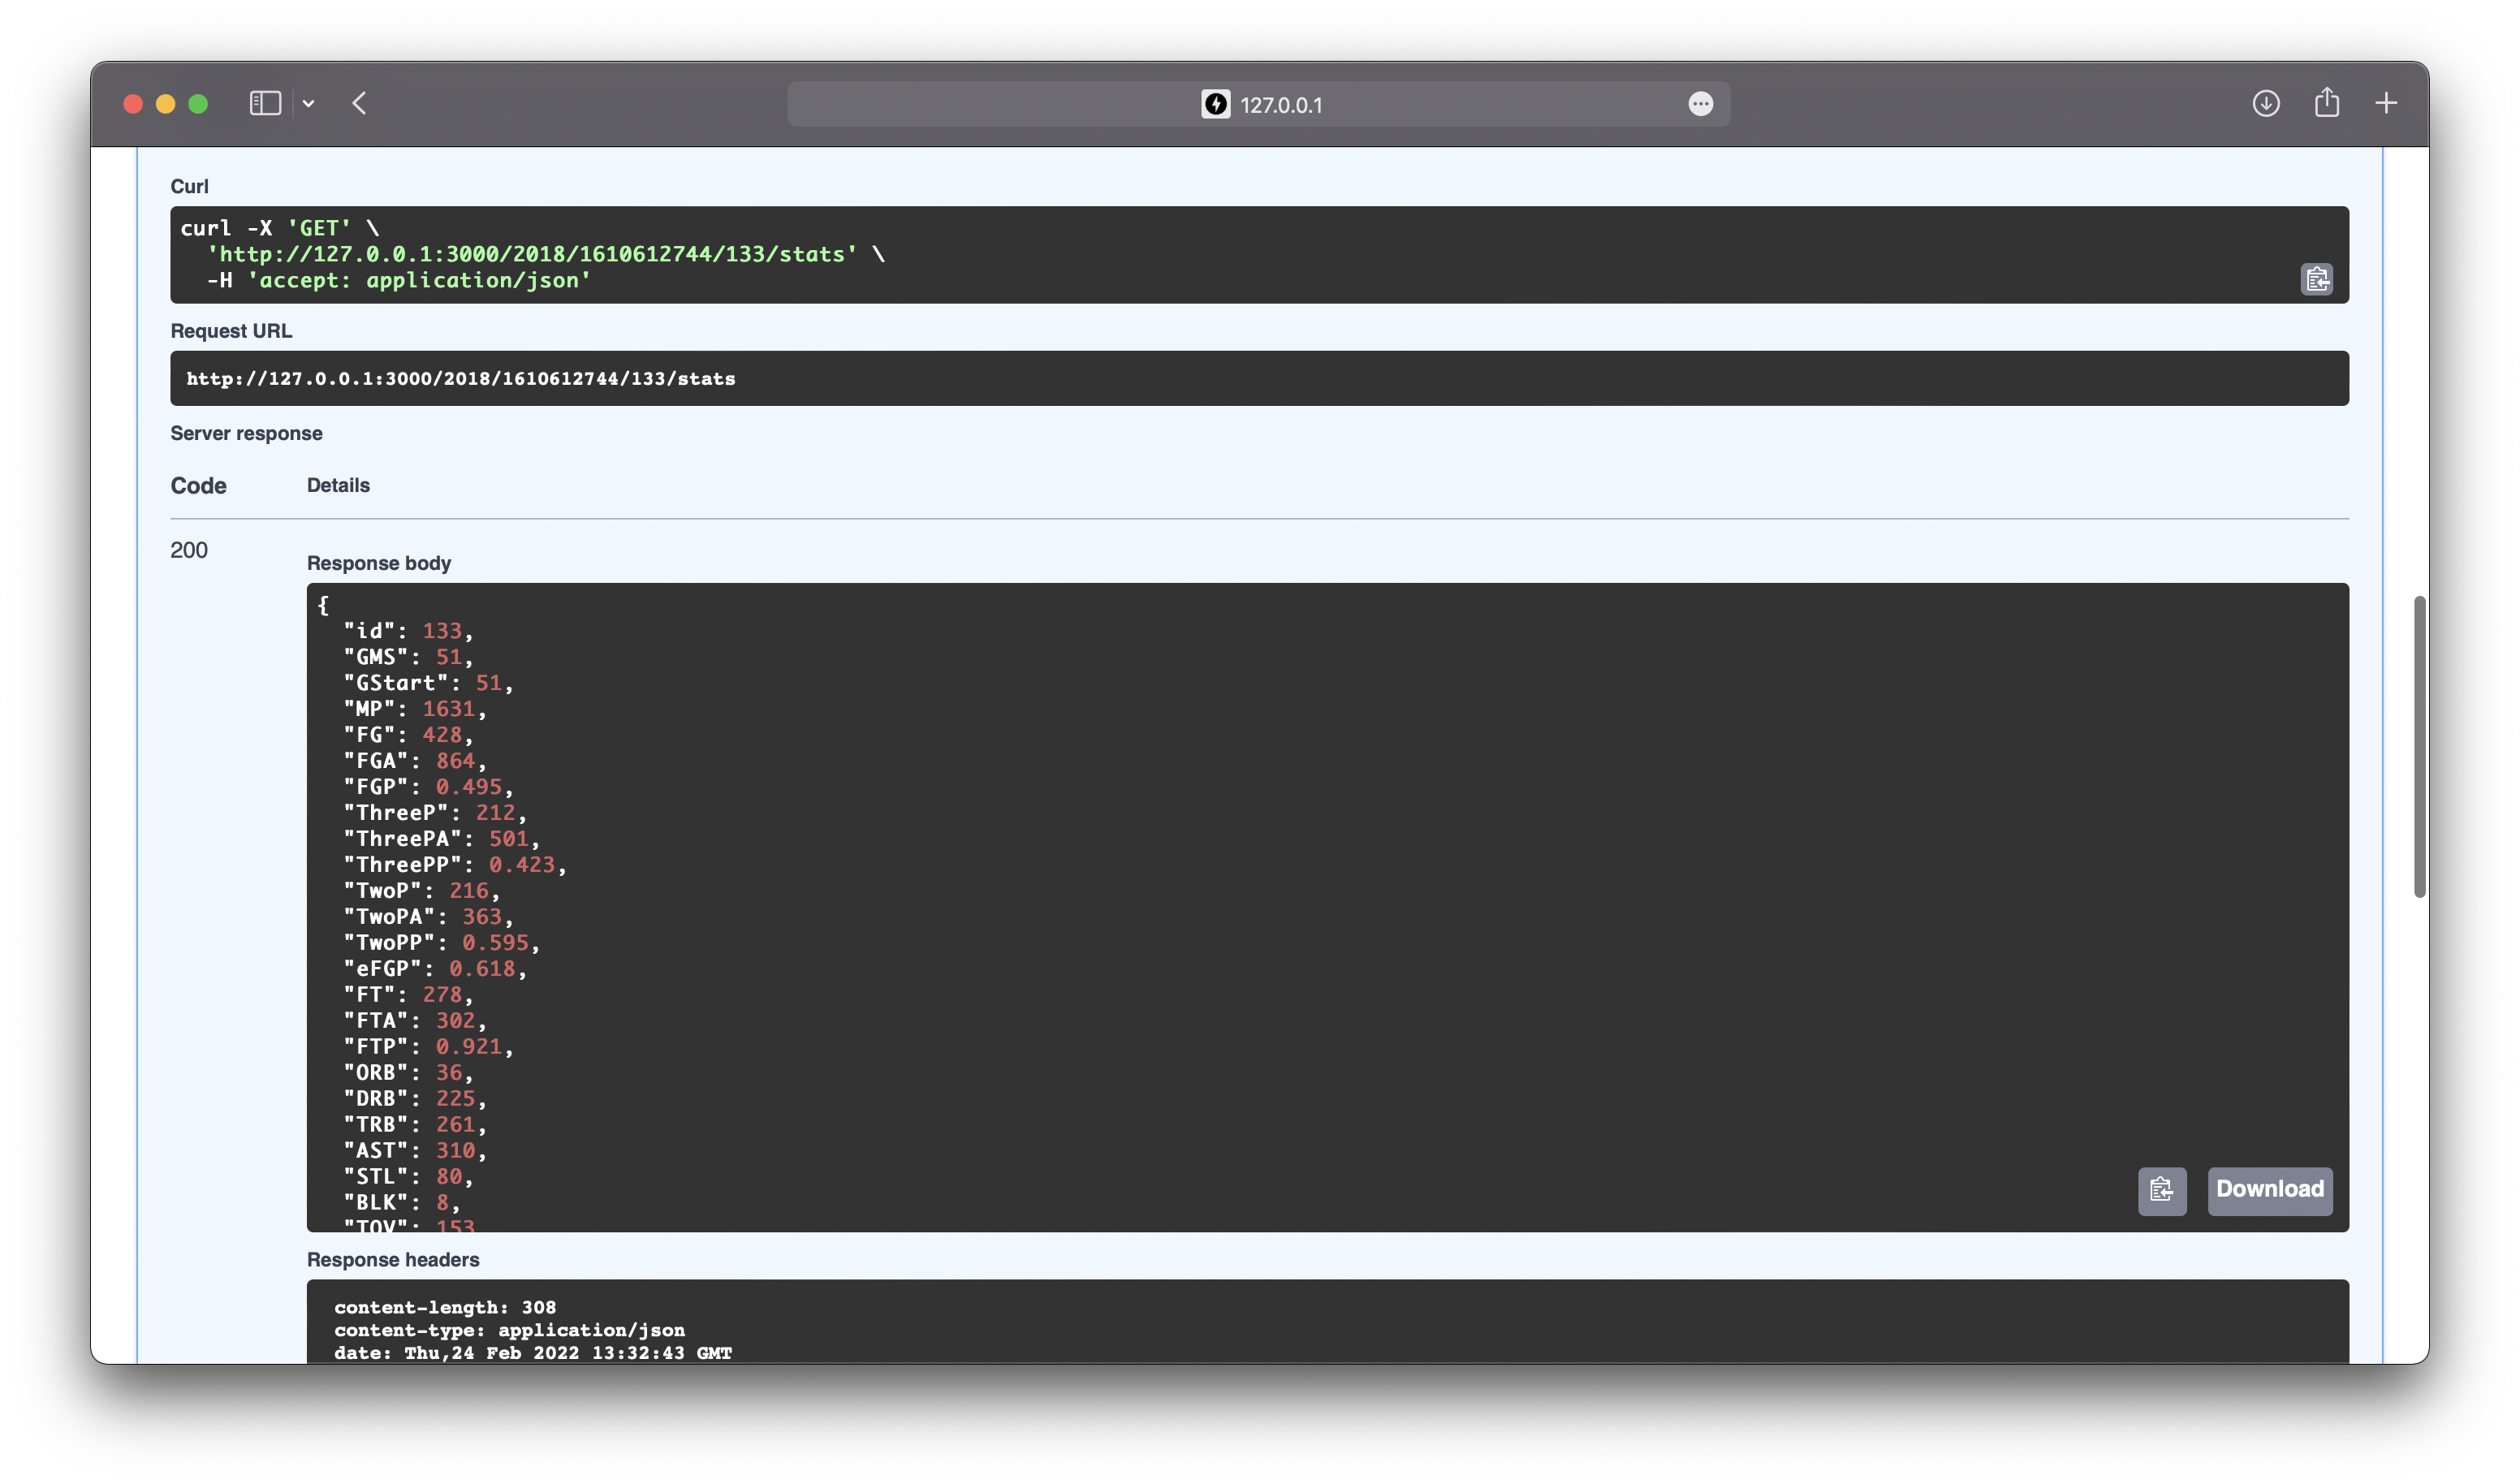 127.0.0.1
Curl
curl -X 'GET' \
'http://127.0.0.1:3000/2018/1610612744/133/stats' \
-H 'accept: application/json'
Request URL
http://127.0.0.1:3000/2018/1610612744/133/stats
Server response
Code Details
200
Response body
{
"id": 133,
"GMS": 51,
"GStart": 51,
"MP": 1631,
"FG": 428,
"FGA": 864,
"FGP": 0.495,
"ThreeP": 212,
"ThreePA": 501,
"ThreePP": 0.423,
"TwoP": 216,
"TwoPA": 363,
"TwoPP": 0.595,
"eFGP": 0.618,
"FT": 278,
"FTA": 302,
"FTP": 0.921,
"ORB": 36,
"DRB": 225,
"TRB": 261,
"AST": 310,
"STL": 80,
"BLK": 8,
"TOV": 153
Download
Response headers
content-length: 308
content-type: application/json
date: Thu,24 Feb 2022 13:32:43 GMT